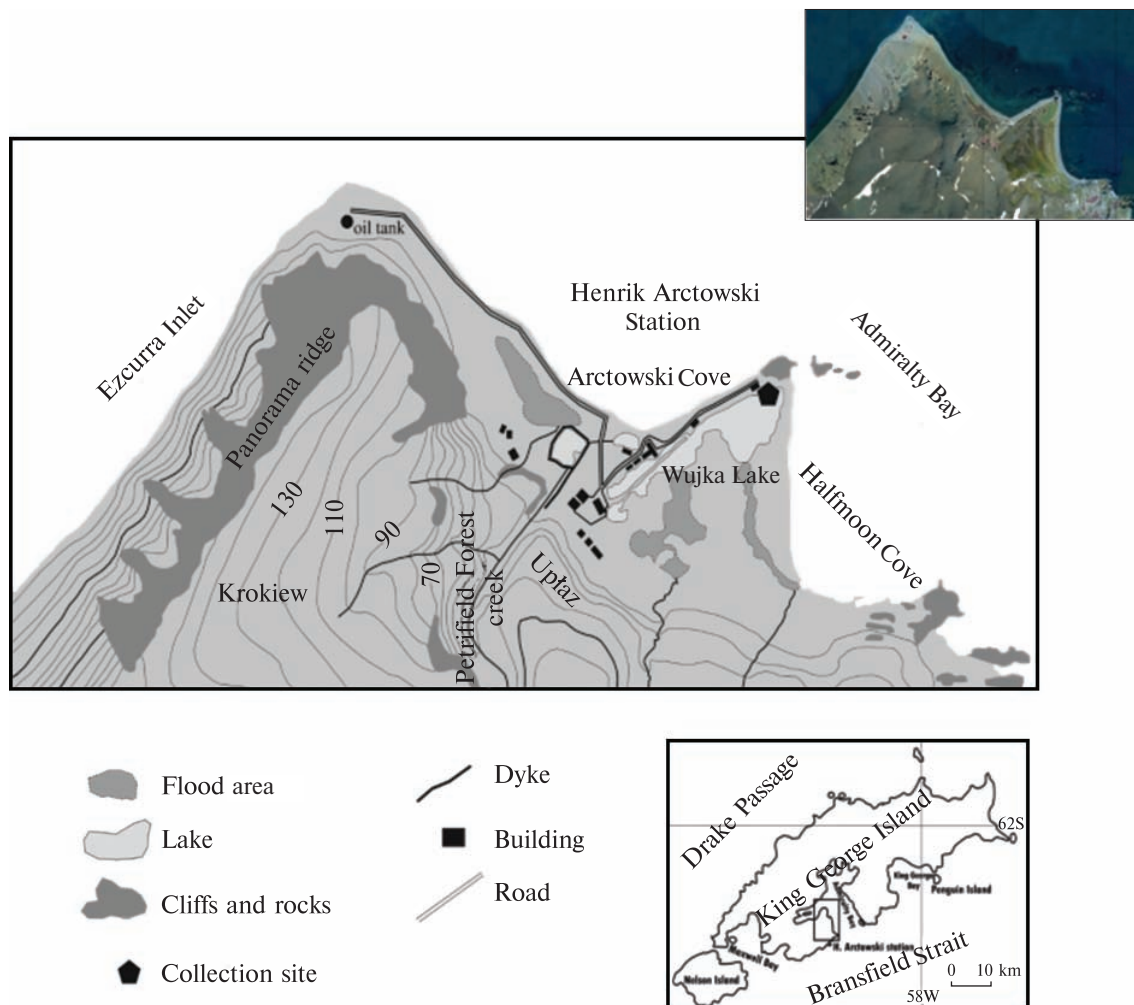 oil tank
Henrik Arctowski
Station
Ezcurra Inlet
Admiralty Bay
Arctowski Cove
Panorama ridge
Wujka Lake
Halfmoon Cove
130
110
90
70
Petrifield Forest
creek
Upłaz
Krokiew
Flood area
Lake
Cliffs and rocks
Collection site
Dyke
Building
Road
Drake Passage
King George Island
62S
King George
Bay
Penguin Island
H. Arctowski station
Maxwell Bay
Nelson Island
Bransfield Strait
0 10 km
58W